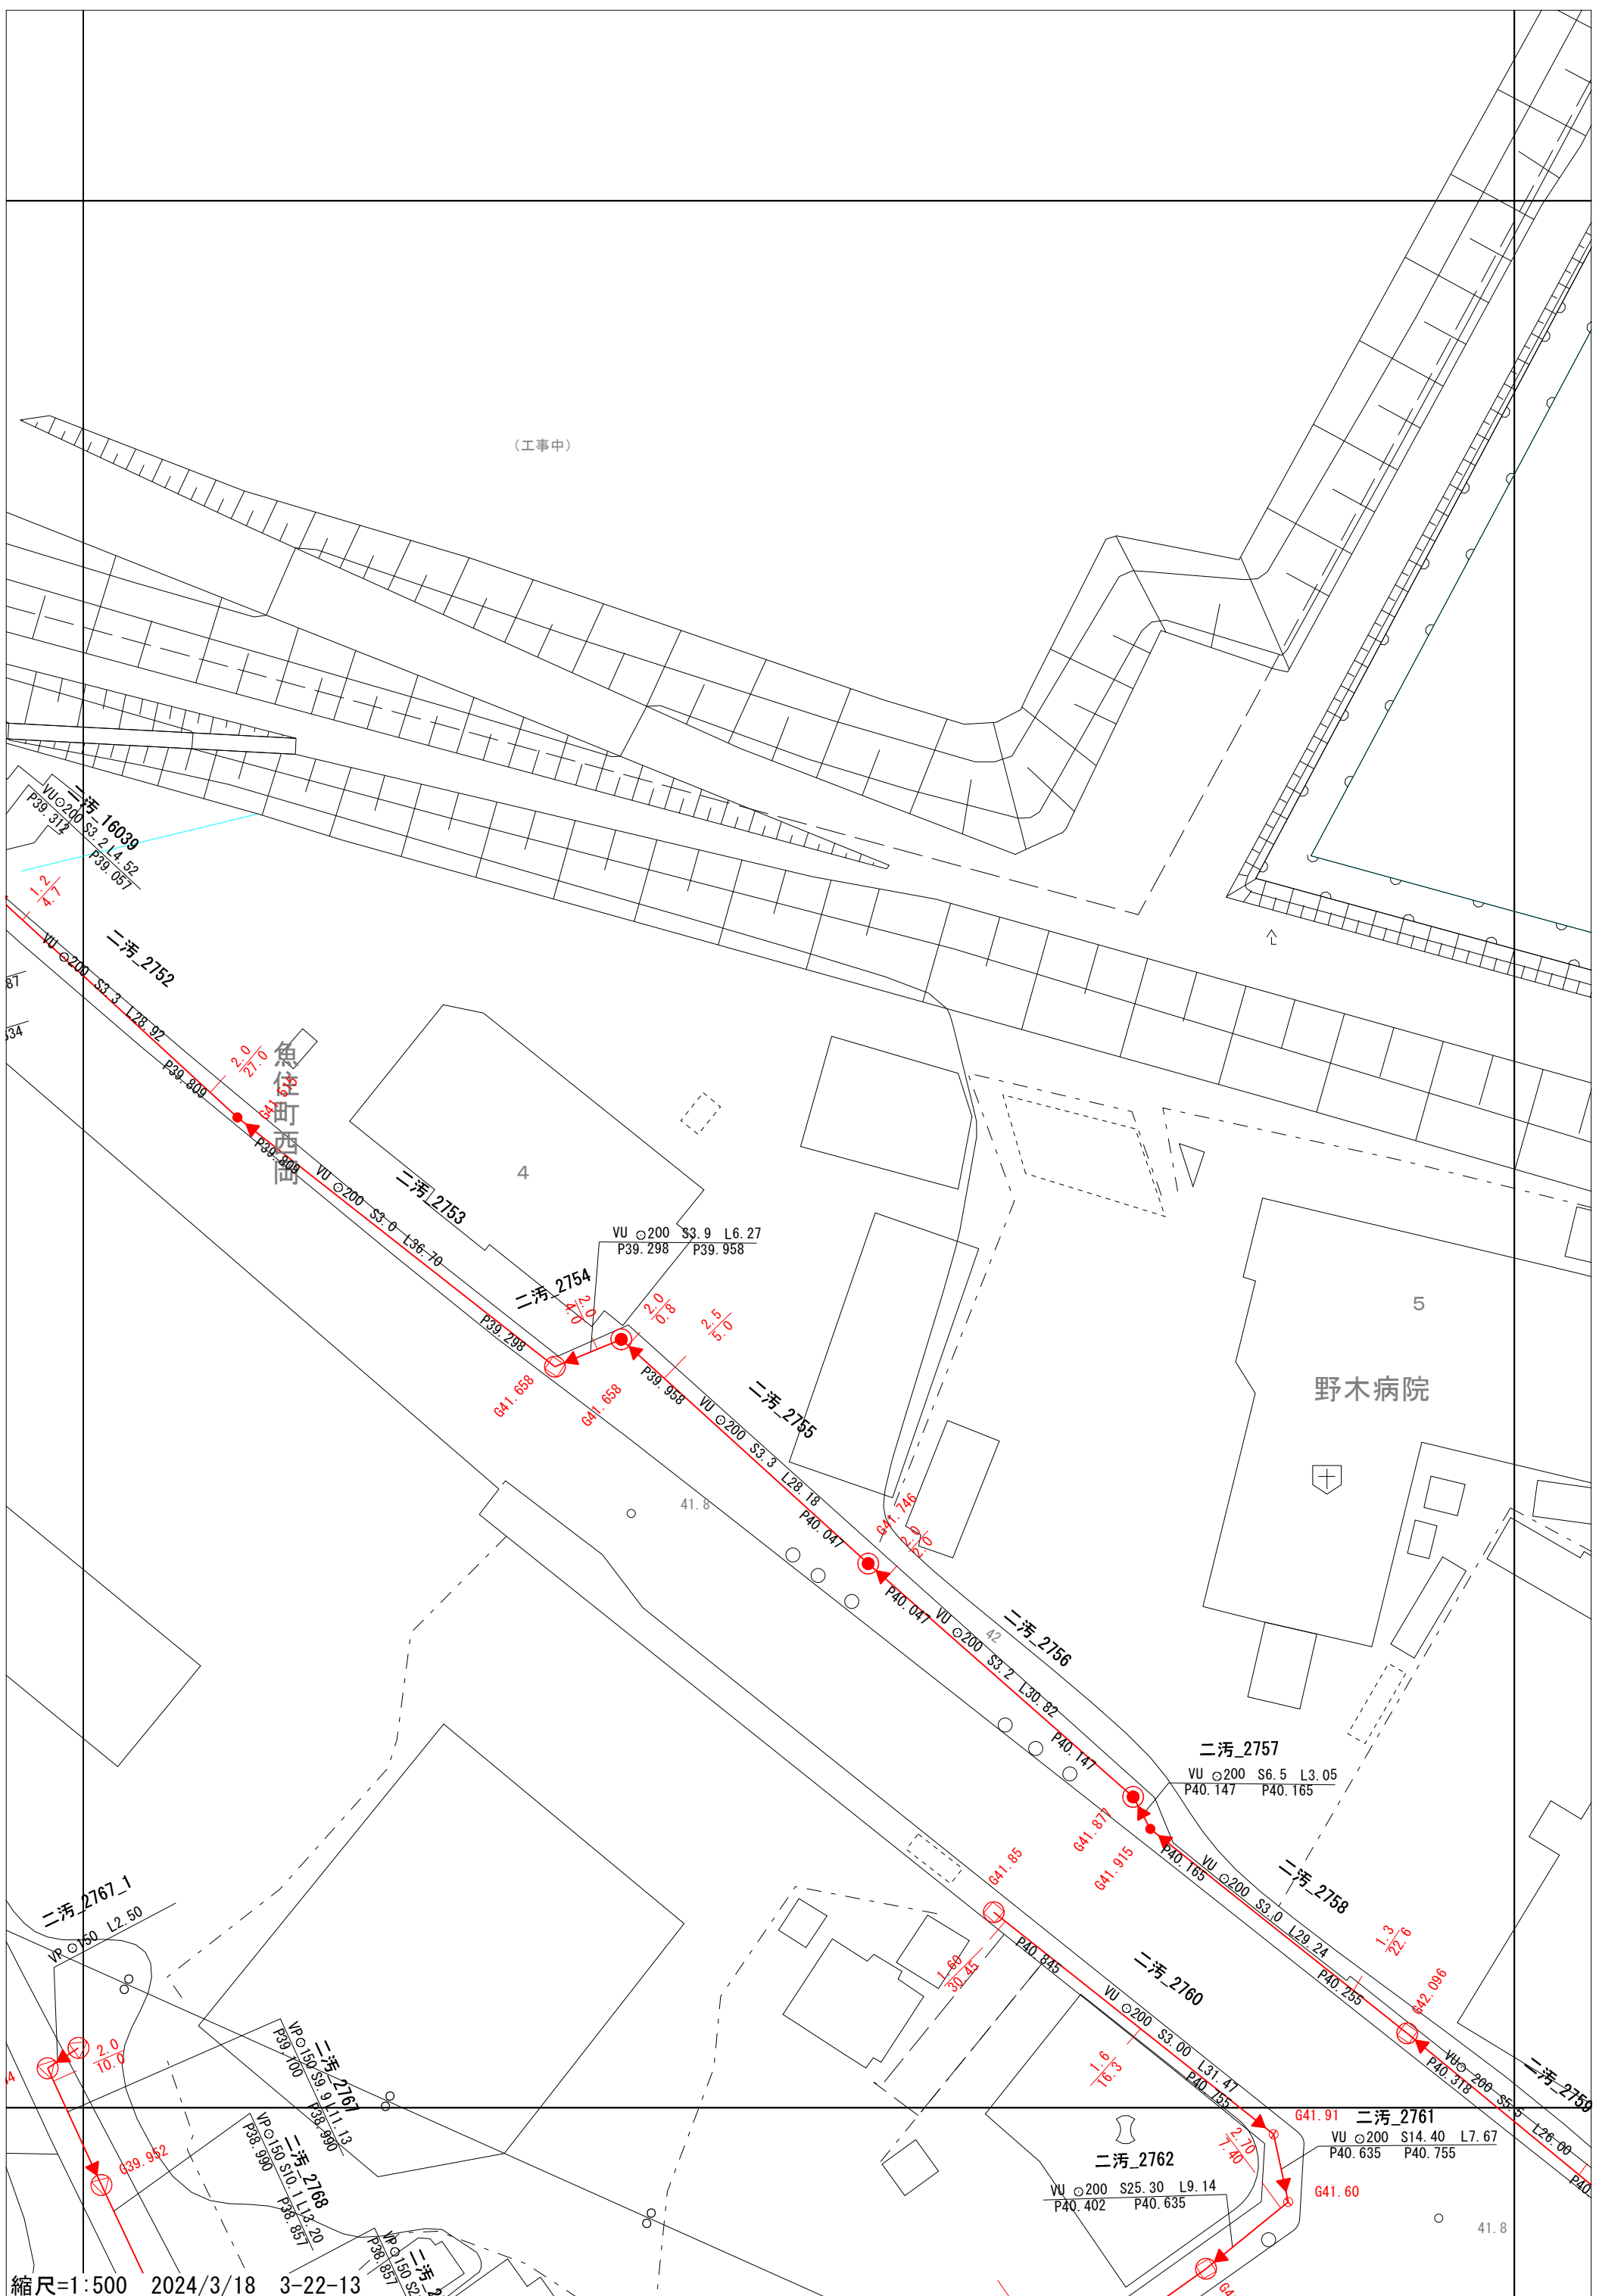 (工事中)
二汚_16039
VU○200 S3.2 L4.52
P39.312
P39.057
1.2
4.7
二汚_2752
VU ○200 S3.3 L28.92
P39.809
2.0
27.0
魚住町西岡
P39.809
VU ○200 S3.0 L36.70
二汚_2753
4
VU ○200 S3.9 L6.27
P39.298 P39.958
二汚_2754
2.0
4.0
2.0
0.8
2.5
5.0
P39.298
G41.658
G41.658
P39.958
VU ○200 S3.3 L28.18
二汚_2755
P40.047
5
野木病院
41.8
G41.746
2.0
2.0
P40.047
VU ○200 S3.2 L30.82
42
二汚_2756
P40.147
二汚_2757
VU ○200 S6.5 L3.05
P40.147 P40.165
G41.877
G41.915
P40.165
VU ○200 S3.0 L29.24
二汚_2758
1.3
22.6
P40.255
G42.096
P40.318
VU○ 200 S5.5 L26.00
二汚_2759
G41.85
1.60
30.45
P40.845
VU ○200 S3.00 L31.47
二汚_2760
1.6
16.3
P40.755
G41.91
二汚_2761
VU ○200 S14.40 L7.67
P40.635 P40.755
2.70
7.40
G41.60
二汚_2762
VU ○200 S25.30 L9.14
P40.402 P40.635
41.8
二汚_2767_1
VP ○150 L2.50
2.0
10.0
二汚_2767
VP○150 S9.9 L11.13
P39.100
P38.990
G39.952
二汚_2768
VP○150 S10.1 L13.20
P38.990
P38.857
P38.857
縮尺=1:500 2024/3/18 3-22-13